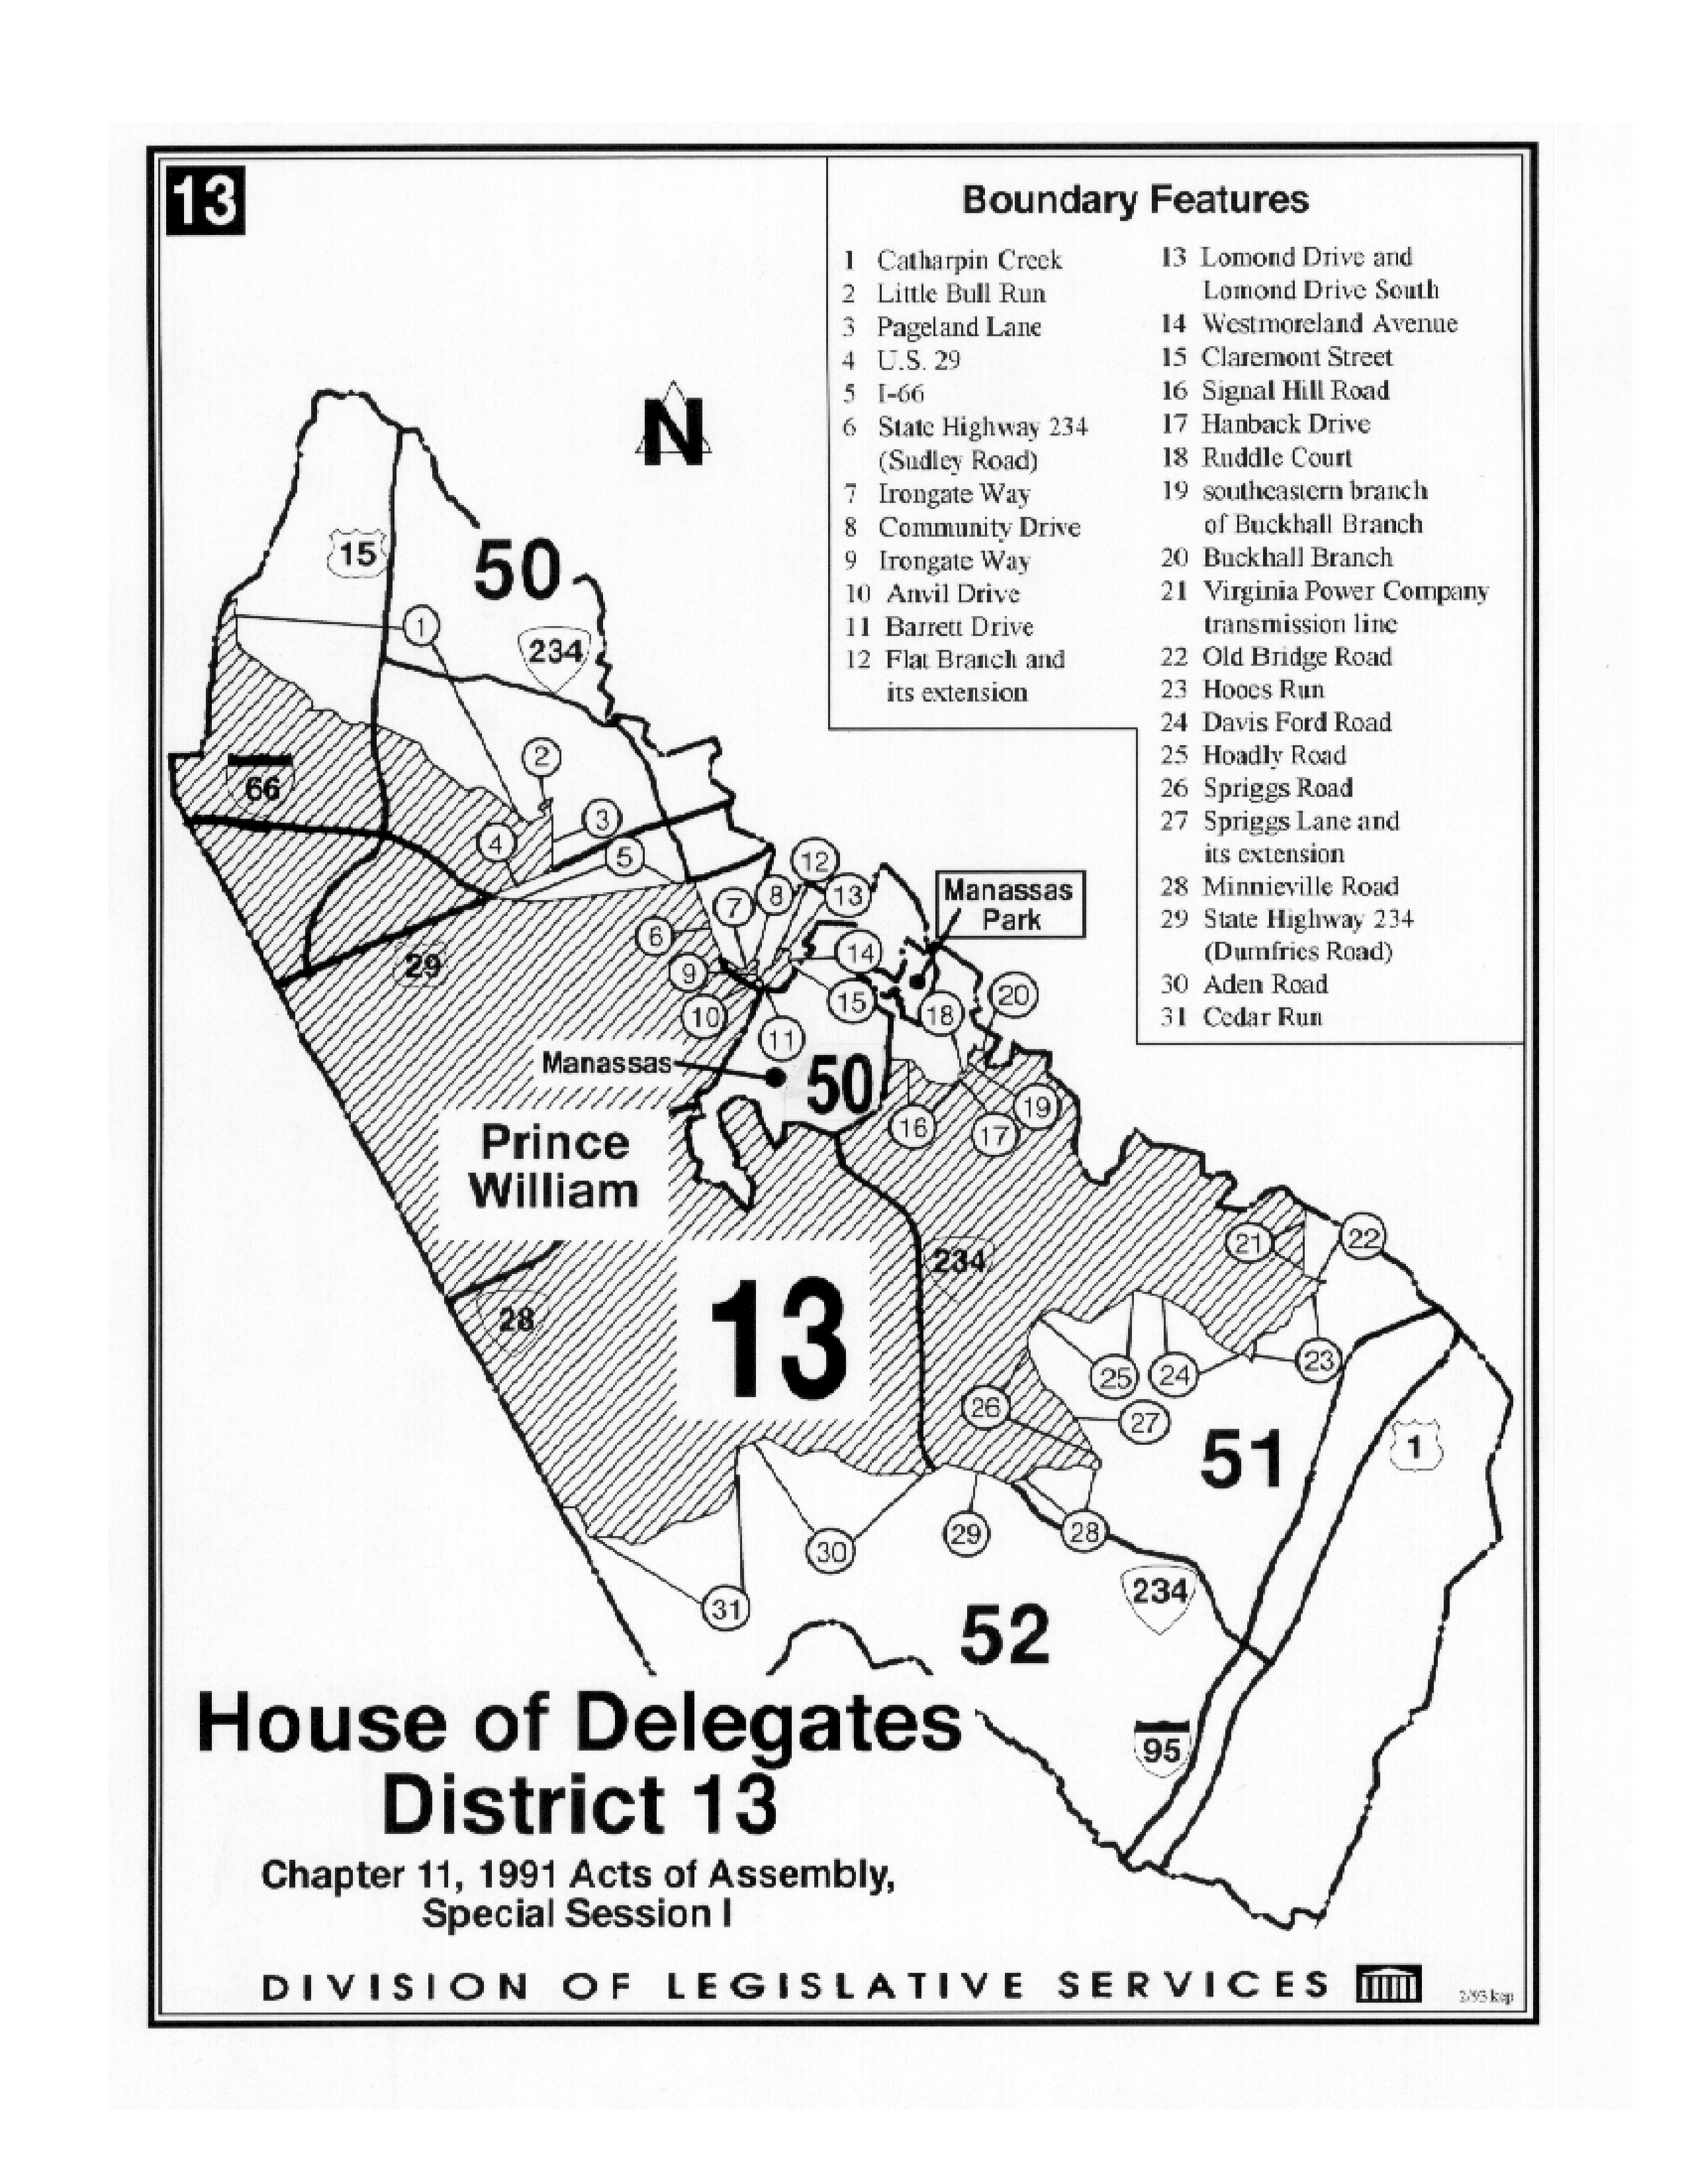 13
Boundary Features
1 Catharpin Creek
2 Little Bull Run
3 Pageland Lane
4 U.S. 29
5 I-66
6 State Highway 234
(Sudley Road)
7 Irongate Way
8 Community Drive
9 Irongate Way
10 Anvil Drive
11 Barrett Drive
12 Flat Branch and
its extension
13 Lomond Drive and
Lomond Drive South
14 Westmoreland Avenue
15 Claremont Street
16 Signal Hill Road
17 Hanback Drive
18 Ruddle Court
19 southeastern branch
of Buckhall Branch
20 Buckhall Branch
21 Virginia Power Company
transmission line
22 Old Bridge Road
23 Hooes Run
24 Davis Ford Road
25 Hoadly Road
26 Spriggs Road
27 Spriggs Lane and
its extension
28 Minnieville Road
29 State Highway 234
(Dumfries Road)
30 Aden Road
31 Cedar Run
N
15
50
1
234
2
66
3
4
5
12
7
8
13
Manassas
Park
6
14
29
9
15
20
10
18
11
Manassas
50
19
16
17
Prince
William
21
22
234
13
28
23
25
24
26
27
51
1
29
28
30
234
31
52
95
House of Delegates
District 13
Chapter 11, 1991 Acts of Assembly,
Special Session I
DIVISION OF LEGISLATIVE SERVICES
2/93 kep